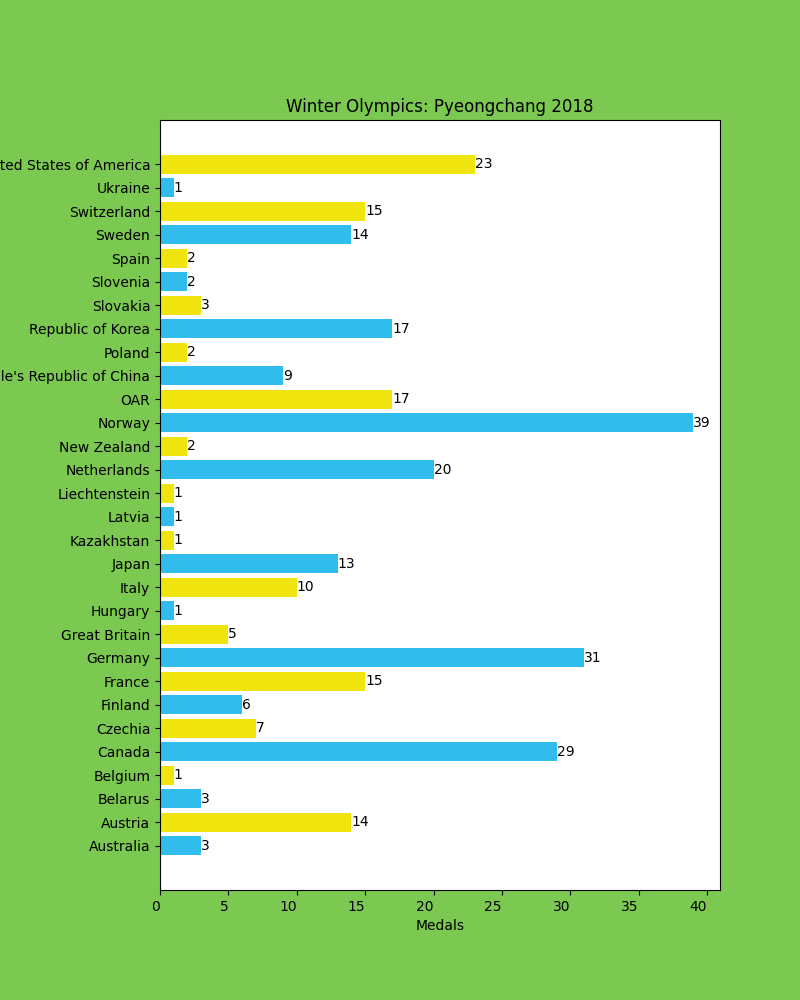 Winter Olympics: Pyeongchang 2018
ted States of America 23
Ukraine 1
Switzerland 15
Sweden 14
Spain 2
Slovenia 2
Slovakia 3
Republic of Korea 17
Poland 2
le's Republic of China 9
OAR 17
Norway 39
New Zealand 2
Netherlands 20
Liechtenstein 1
Latvia 1
Kazakhstan 1
Japan 13
Italy 10
Hungary 1
Great Britain 5
Germany 31
France 15
Finland 6
Czechia 7
Canada 29
Belgium 1
Belarus 3
Austria 14
Australia 3
0 5 10 15 20 25 30 35 40
Medals